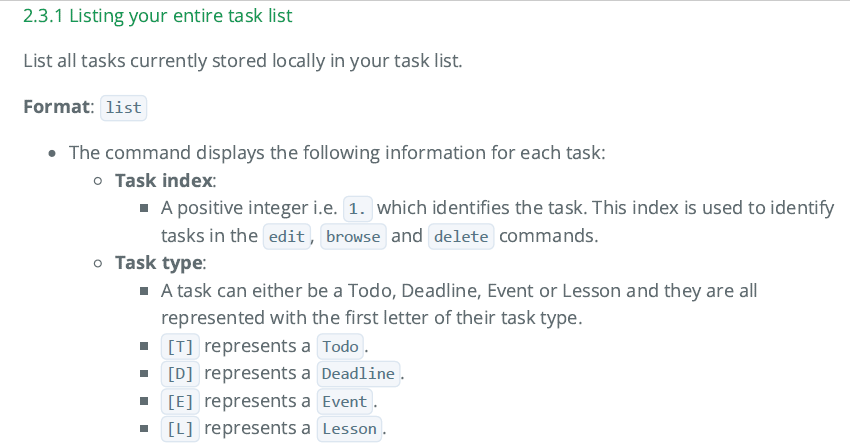 2.3.1 Listing your entire task list
List all tasks currently stored locally in your task list.
Format: list
The command displays the following information for each task:
Task index:
A positive integer i.e. 1. which identifies the task. This index is used to identify
tasks in the edit, browse and delete commands.
Task type:
A task can either be a Todo, Deadline, Event or Lesson and they are all
represented with the first letter of their task type.
[T] represents a Todo.
[D] represents a Deadline.
[E] represents a Event.
[L] represents a Lesson.